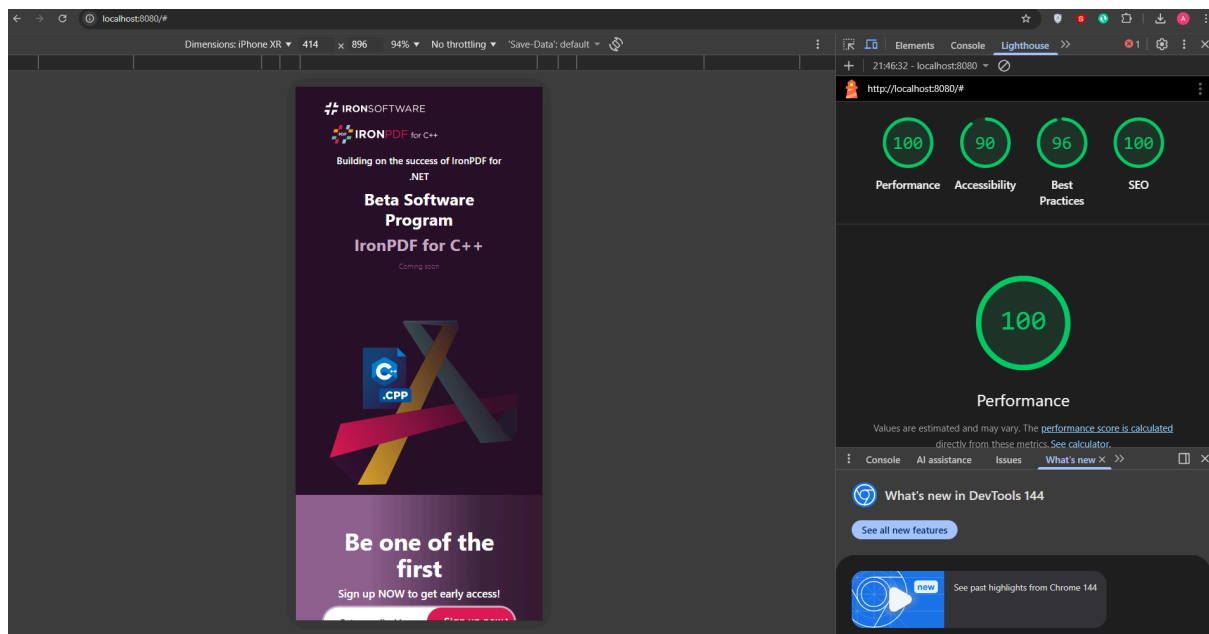 localhost:8080/#
Dimensions: iPhone XR ▼ 414 x 896 94% ▼ No throttling ▼ 'Save-Data': default
Elements Console Lighthouse 1
21:46:32 - localhost:8080
http://localhost:8080/#
100 90 96 100
Performance Accessibility Best Practices SEO
100
Performance
Values are estimated and may vary. The performance score is calculated
directly from these metrics. See calculator.
Console AI assistance Issues What's new
What's new in DevTools 144
See all new features
new
See past highlights from Chrome 144
IRONSOFTWARE
PDF IRONPDF for C++
Building on the success of IronPDF for
.NET
Beta Software
Program
IronPDF for C++
Coming soon
C++
.CPP
Be one of the
first
Sign up NOW to get early access!